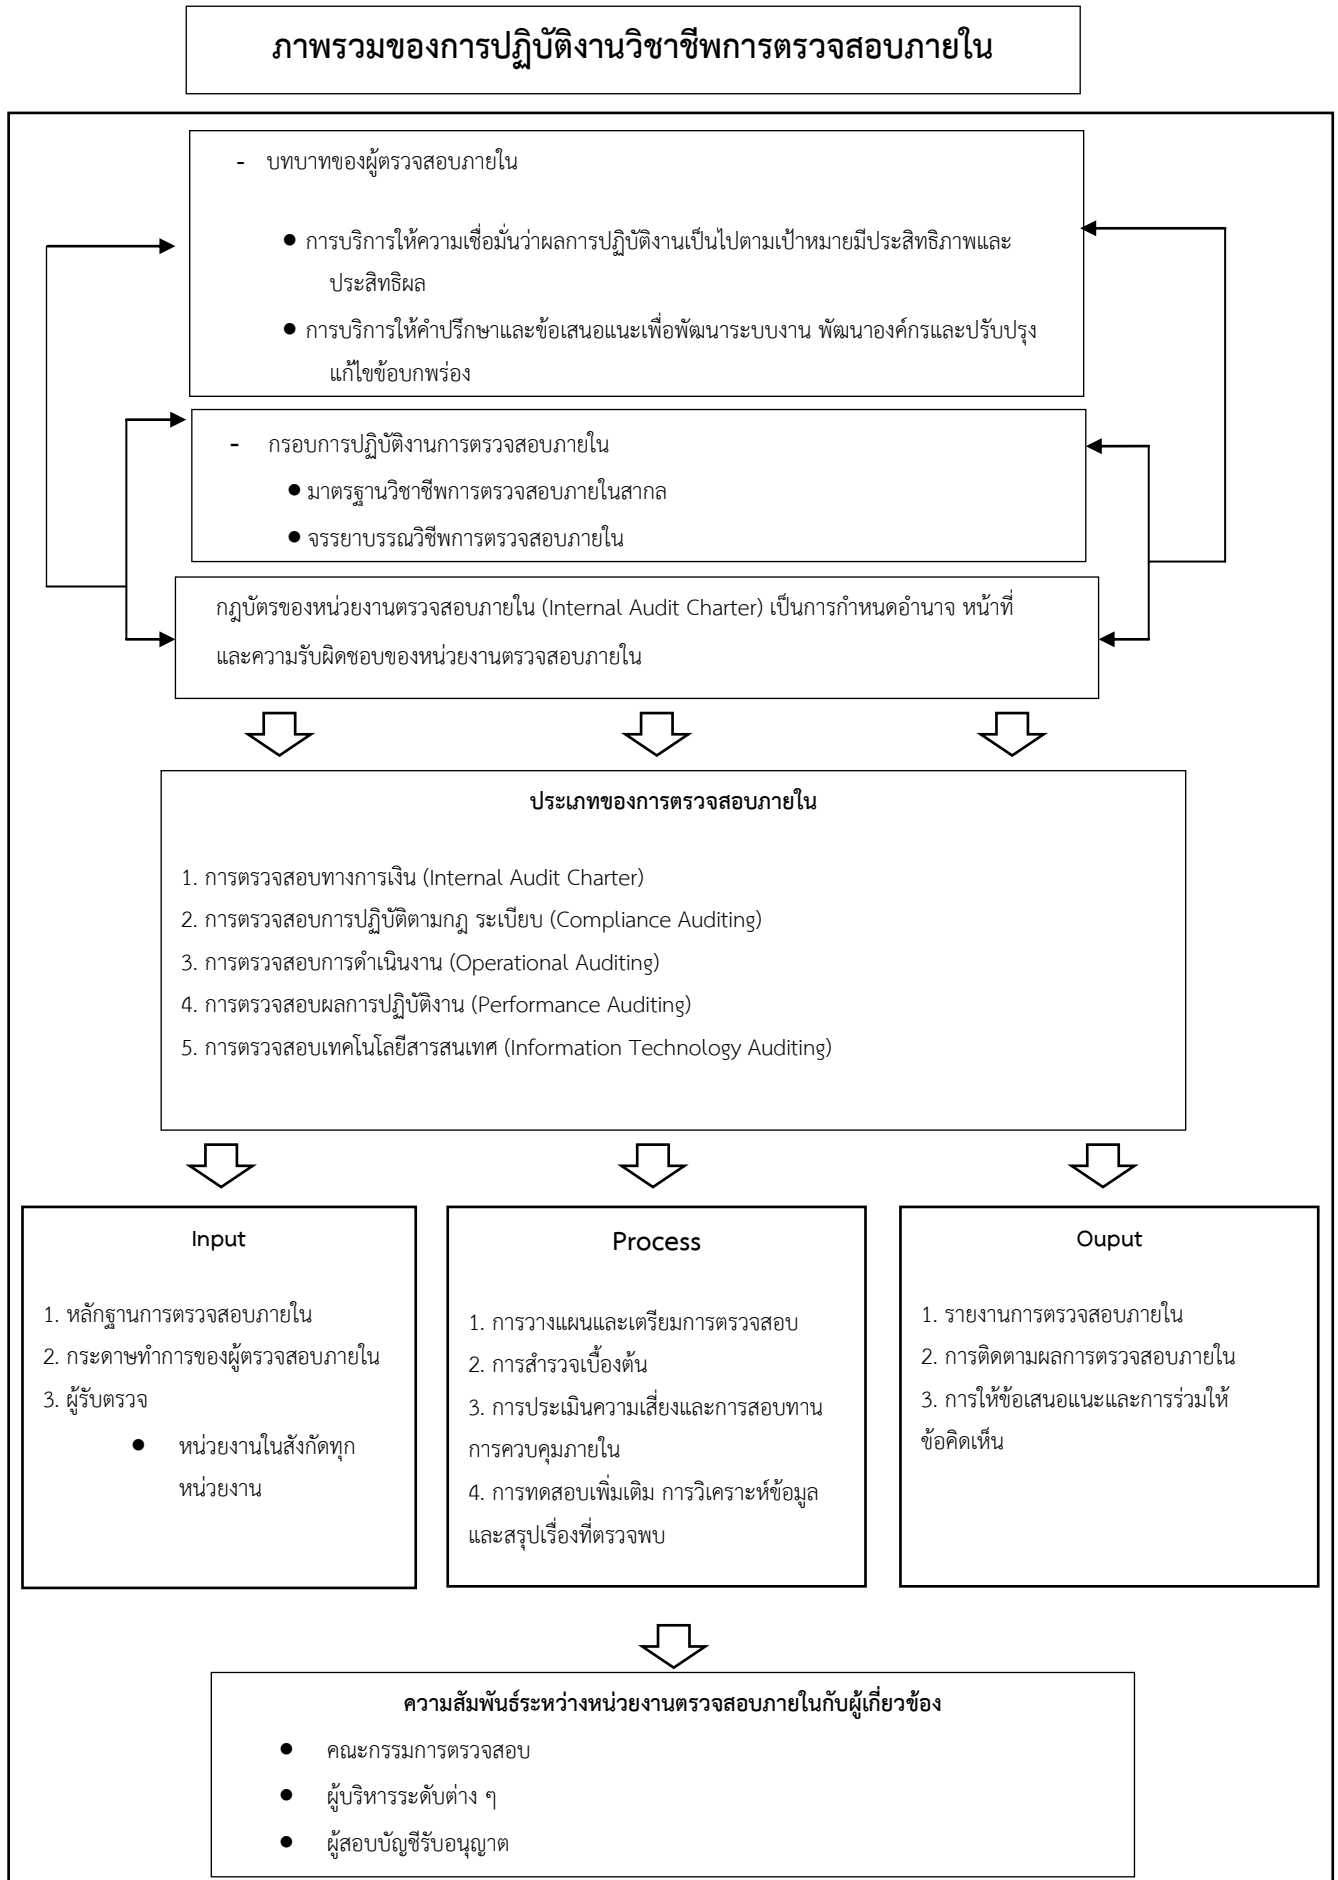 ภาพรวมของการปฏิบัติงานวิชาชีพการตรวจสอบภายใน
- บทบาทของผู้ตรวจสอบภายใน
● การบริการให้ความเชื่อมั่นว่าผลการปฏิบัติงานเป็นไปตามเป้าหมายมีประสิทธิภาพและ
ประสิทธิผล
● การบริการให้คำปรึกษาและข้อเสนอแนะเพื่อพัฒนาระบบงาน พัฒนาองค์กรและปรับปรุง
แก้ไขข้อบกพร่อง
- กรอบการปฏิบัติงานการตรวจสอบภายใน
● มาตรฐานวิชาชีพการตรวจสอบภายในสากล
● จรรยาบรรณวิชีพการตรวจสอบภายใน
กฎบัตรของหน่วยงานตรวจสอบภายใน (Internal Audit Charter) เป็นการกำหนดอำนาจ หน้าที่
และความรับผิดชอบของหน่วยงานตรวจสอบภายใน
ประเภทของการตรวจสอบภายใน
1. การตรวจสอบทางการเงิน (Internal Audit Charter)
2. การตรวจสอบการปฏิบัติตามกฎ ระเบียบ (Compliance Auditing)
3. การตรวจสอบการดำเนินงาน (Operational Auditing)
4. การตรวจสอบผลการปฏิบัติงาน (Performance Auditing)
5. การตรวจสอบเทคโนโลยีสารสนเทศ (Information Technology Auditing)
Input
1. หลักฐานการตรวจสอบภายใน
2. กระดาษทำการของผู้ตรวจสอบภายใน
3. ผู้รับตรวจ
● หน่วยงานในสังกัดทุก
หน่วยงาน
Process
1. การวางแผนและเตรียมการตรวจสอบ
2. การสำรวจเบื้องต้น
3. การประเมินความเสี่ยงและการสอบทาน
การควบคุมภายใน
4. การทดสอบเพิ่มเติม การวิเคราะห์ข้อมูล
และสรุปเรื่องที่ตรวจพบ
Ouput
1. รายงานการตรวจสอบภายใน
2. การติดตามผลการตรวจสอบภายใน
3. การให้ข้อเสนอแนะและการร่วมให้
ข้อคิดเห็น
ความสัมพันธ์ระหว่างหน่วยงานตรวจสอบภายในกับผู้เกี่ยวข้อง
● คณะกรรมการตรวจสอบ
● ผู้บริหารระดับต่าง ๆ
● ผู้สอบบัญชีรับอนุญาต